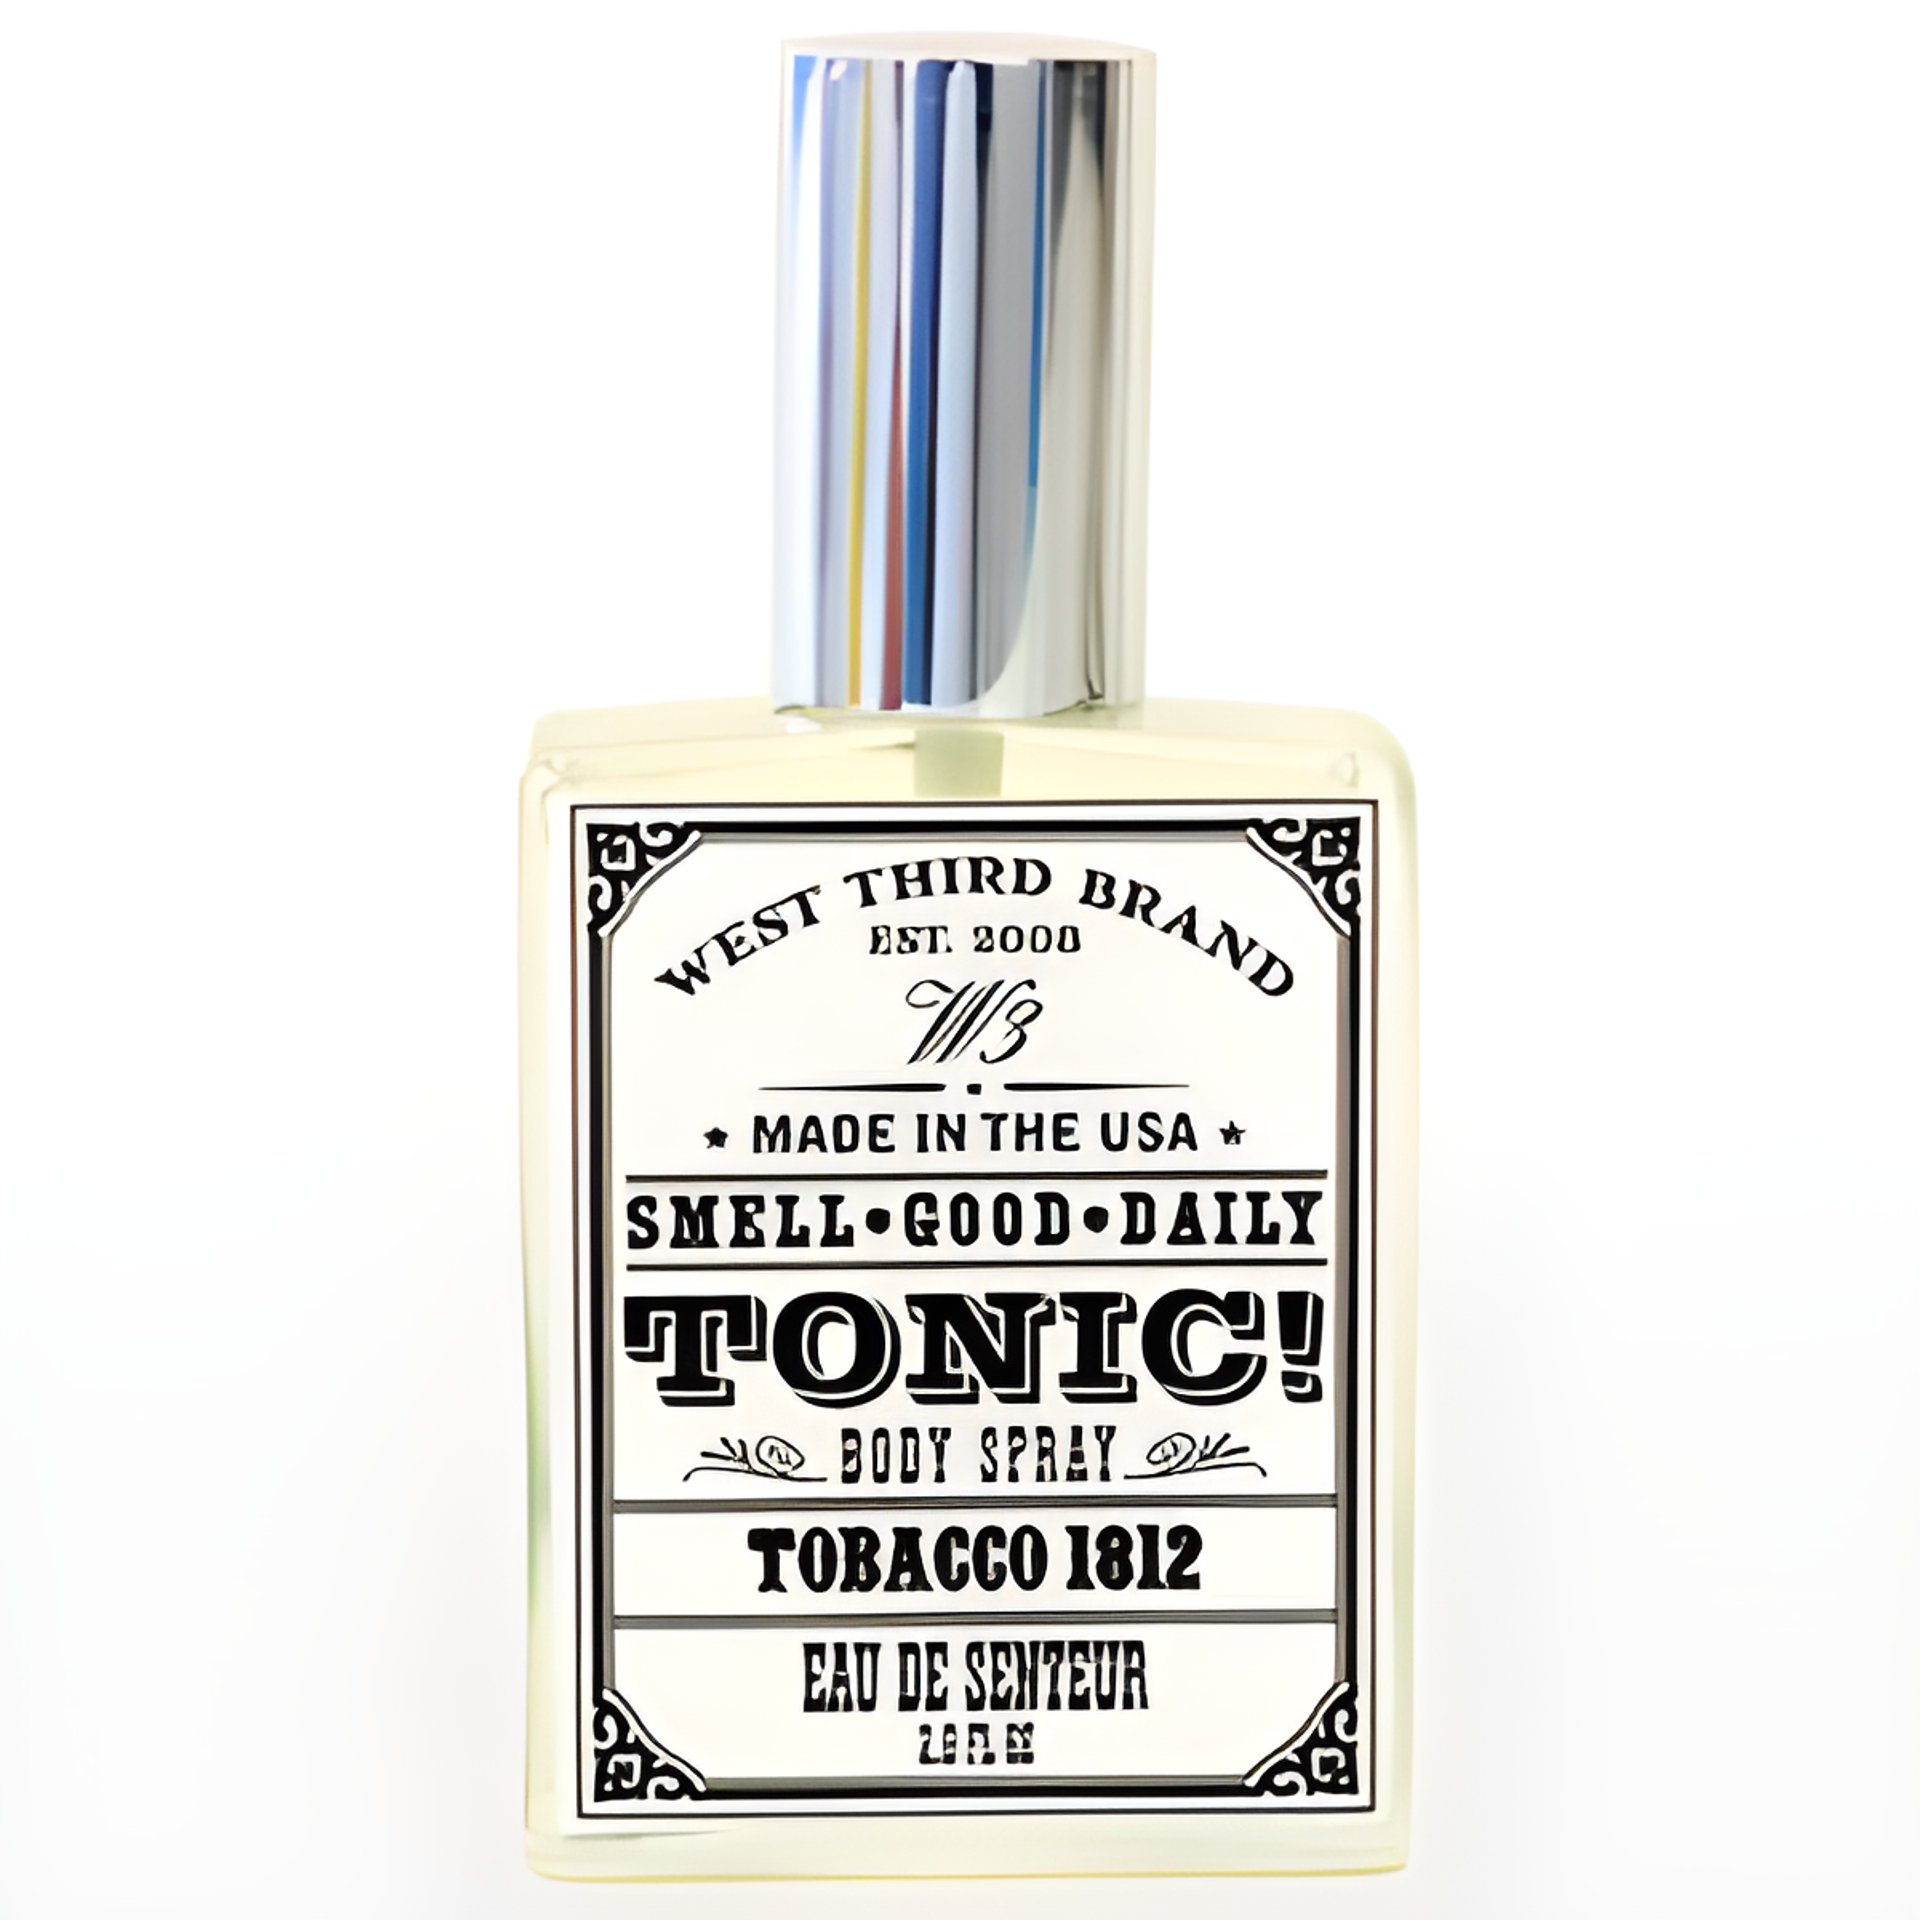 WEST THIRD BRAND
EST. 2000
W3
★ MADE IN THE USA ★
SMELL•GOOD•DAILY
TONIC!
BODY SPRAY
TOBACCO 1812
EAU DE SENTEUR